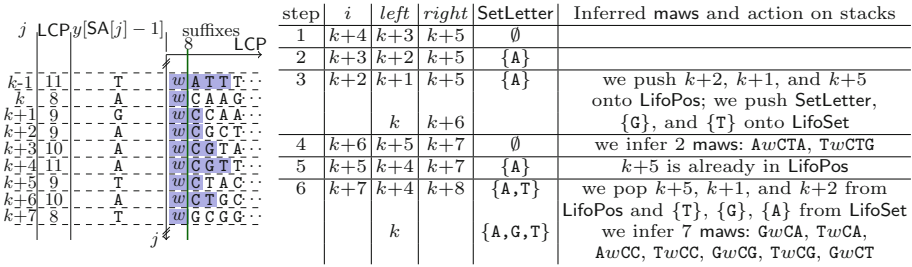 j LCP y[SA[j] − 1] suffixes
8 LCP
k-1 11 T w A T T T ···
k 8 A w C A A G ···
k+1 9 G w C C A A ···
k+2 9 A w C G C T ···
k+3 10 A w C G T A ···
k+4 11 A w C G T T ···
k+5 9 T w C T A C ···
k+6 10 A w C T G C ···
k+7 8 T w G C G G ···
j
step i left right SetLetter Inferred maws and action on stacks
1 k+4 k+3 k+5 ∅
2 k+3 k+2 k+5 {A}
3 k+2 k+1 k+5 {A} we push k+2, k+1, and k+5
onto LifoPos; we push SetLetter,
k k+6 {G}, and {T} onto LifoSet
4 k+6 k+5 k+7 ∅ we infer 2 maws: AwCTA, TwCTG
5 k+5 k+4 k+7 {A} k+5 is already in LifoPos
6 k+7 k+4 k+8 {A,T} we pop k+5, k+1, and k+2 from
LifoPos and {T}, {G}, {A} from LifoSet
k {A,G,T} we infer 7 maws: GwCA, TwCA,
AwCC, TwCC, GwCG, TwCG, GwCT